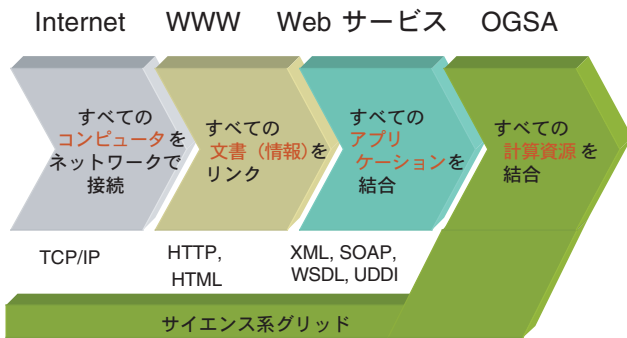 Internet WWW Web サービス OGSA
すべての
コンピュータを
ネットワークで
接続
すべての
文書（情報）を
リンク
すべての
アプリ
ケーションを
結合
すべての
計算資源を
結合
TCP/IP
HTTP,
HTML
XML, SOAP,
WSDL, UDDI
サイエンス系グリッド